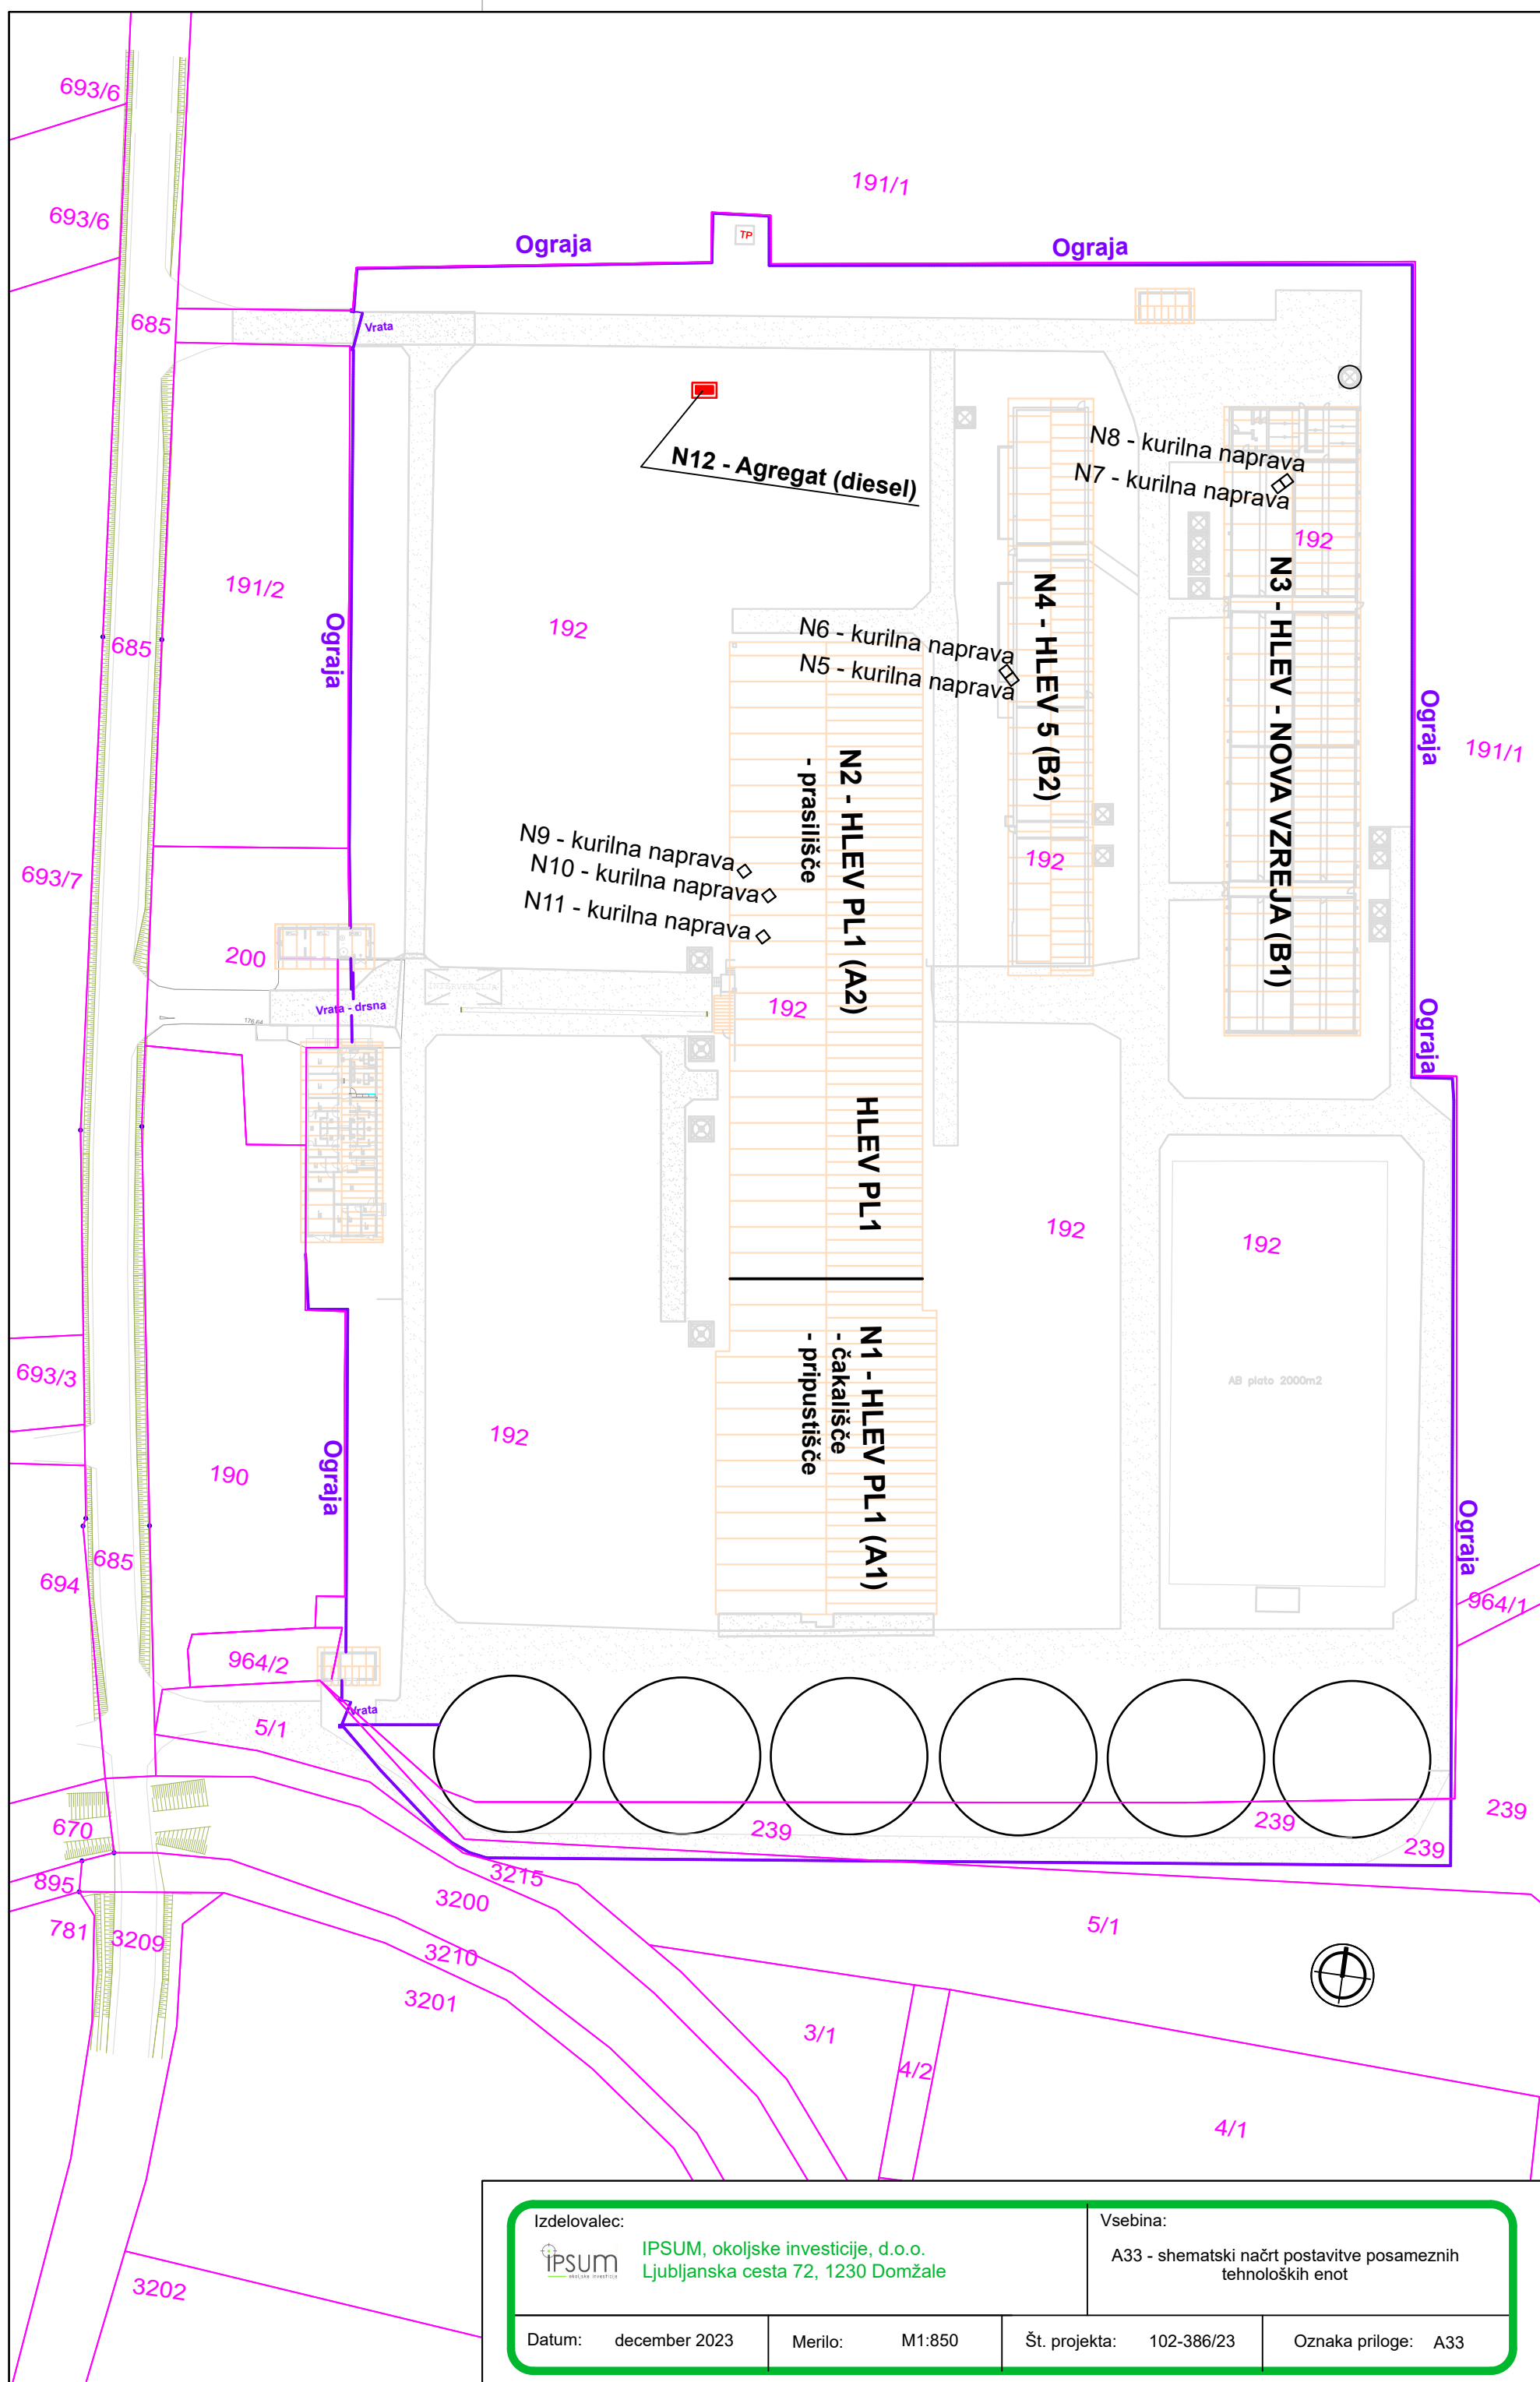 693/6
191/1
693/6
Ograja
TP
Ograja
685
Vrata
N12 - Agregat (diesel)
N8 - kurilna naprava
N7 - kurilna naprava
192
191/2
Ograja
685
192
N6 - kurilna naprava
N5 - kurilna naprava
N4 - HLEV 5 (B2)
N3 - HLEV - NOVA VZREJA (B1)
Ograja
191/1
N2 - HLEV PL1 (A2)
- prasilišče
N9 - kurilna naprava
N10 - kurilna naprava
N11 - kurilna naprava
192
693/7
200
Vrata - drsna
176.64
192
Ograja
HLEV PL1
192
192
693/3
N1 - HLEV PL1 (A1)
- čakališče
- pripustišče
AB plato 2000m2
192
190
Ograja
Ograja
685
694
964/1
964/2
Vrata
5/1
670
239
239
239
239
895
3215
3200
781
3209
3210
3201
5/1
3/1
4/2
4/1
3202
Izdelovalec:
IPSUM
okoljske investicije
IPSUM, okoljske investicije, d.o.o.
Ljubljanska cesta 72, 1230 Domžale
Vsebina:
A33 - shematski načrt postavitve posameznih
tehnoloških enot
Datum: december 2023
Merilo: M1:850
Št. projekta: 102-386/23
Oznaka priloge: A33